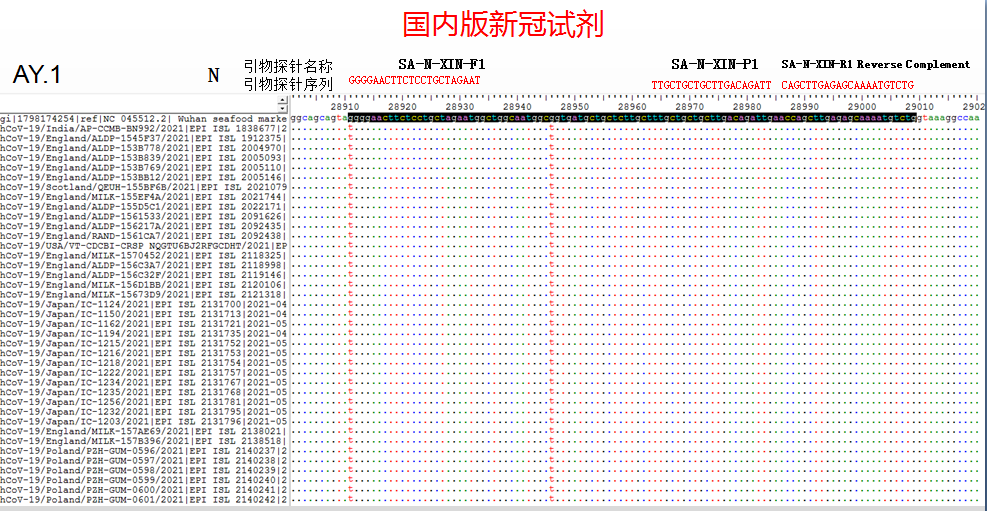 国内版新冠试剂
AY.1
N
引物探针名称 SA-N-XIN-F1 SA-N-XIN-P1 SA-N-XIN-R1 Reverse Complement
引物探针序列 GGGGAACTTCTCCTGCTAGAAT TTGCTGCTGCTTGACAGATT CAGCTTGAGAGCAAAATGTCTG
28910 28920 28930 28940 28950 28960 28970 28980 28990 29000 29010 2902
gi|1798174254|ref|NC 045512.2| Wuhan seafood marke ggcagcagtaggggaacttctcctgctagaatggctggcaatggcggtgatgctgctcttgctttgctgctgcttgacagattgaaccagcttgagagcaaaatgtctggtaaaggccaa
hCoV-19/India/AP-CCMB-BN992/2021|EPI ISL 1838677|2
hCoV-19/England/ALDP-1545F37/2021|EPI ISL 1912375|
hCoV-19/England/ALDP-153B778/2021|EPI ISL 2004970|
hCoV-19/England/ALDP-153B839/2021|EPI ISL 2005093|
hCoV-19/England/ALDP-153B769/2021|EPI ISL 2005110|
hCoV-19/England/ALDP-153BB12/2021|EPI ISL 2005146|
hCoV-19/Scotland/QEUH-155BF6B/2021|EPI ISL 2021079
hCoV-19/England/MILK-155EF4A/2021|EPI ISL 2021744|
hCoV-19/England/ALDP-155D5C1/2021|EPI ISL 2022171|
hCoV-19/England/ALDP-1561533/2021|EPI ISL 2091626|
hCoV-19/England/ALDP-156217A/2021|EPI ISL 2092435|
hCoV-19/England/RAND-1561CA7/2021|EPI ISL 2092438|
hCoV-19/USA/VT-CDCBI-CRSP NQGTU6BJ2RFGCDHT/2021|EP
hCoV-19/England/MILK-1570452/2021|EPI ISL 2118325|
hCoV-19/England/ALDP-156C3A7/2021|EPI ISL 2118998|
hCoV-19/England/ALDP-156C32F/2021|EPI ISL 2119146|
hCoV-19/England/MILK-156D1BB/2021|EPI ISL 2120106|
hCoV-19/England/MILK-15673D9/2021|EPI ISL 2121318|
hCoV-19/Japan/IC-1124/2021|EPI ISL 2131700|2021-04
hCoV-19/Japan/IC-1150/2021|EPI ISL 2131713|2021-04
hCoV-19/Japan/IC-1162/2021|EPI ISL 2131721|2021-05
hCoV-19/Japan/IC-1194/2021|EPI ISL 2131735|2021-04
hCoV-19/Japan/IC-1215/2021|EPI ISL 2131752|2021-05
hCoV-19/Japan/IC-1216/2021|EPI ISL 2131753|2021-05
hCoV-19/Japan/IC-1218/2021|EPI ISL 2131754|2021-05
hCoV-19/Japan/IC-1222/2021|EPI ISL 2131757|2021-05
hCoV-19/Japan/IC-1234/2021|EPI ISL 2131767|2021-05
hCoV-19/Japan/IC-1235/2021|EPI ISL 2131768|2021-05
hCoV-19/Japan/IC-1256/2021|EPI ISL 2131781|2021-05
hCoV-19/Japan/IC-1232/2021|EPI ISL 2131795|2021-05
hCoV-19/Japan/IC-1203/2021|EPI ISL 2131796|2021-05
hCoV-19/England/MILK-157AE69/2021|EPI ISL 2138021|
hCoV-19/England/MILK-157B396/2021|EPI ISL 2138518|
hCoV-19/Poland/PZH-GUM-0596/2021|EPI ISL 2140237|2
hCoV-19/Poland/PZH-GUM-0597/2021|EPI ISL 2140238|2
hCoV-19/Poland/PZH-GUM-0598/2021|EPI ISL 2140239|2
hCoV-19/Poland/PZH-GUM-0599/2021|EPI ISL 2140240|2
hCoV-19/Poland/PZH-GUM-0600/2021|EPI ISL 2140241|2
hCoV-19/Poland/PZH-GUM-0601/2021|EPI ISL 2140242|2